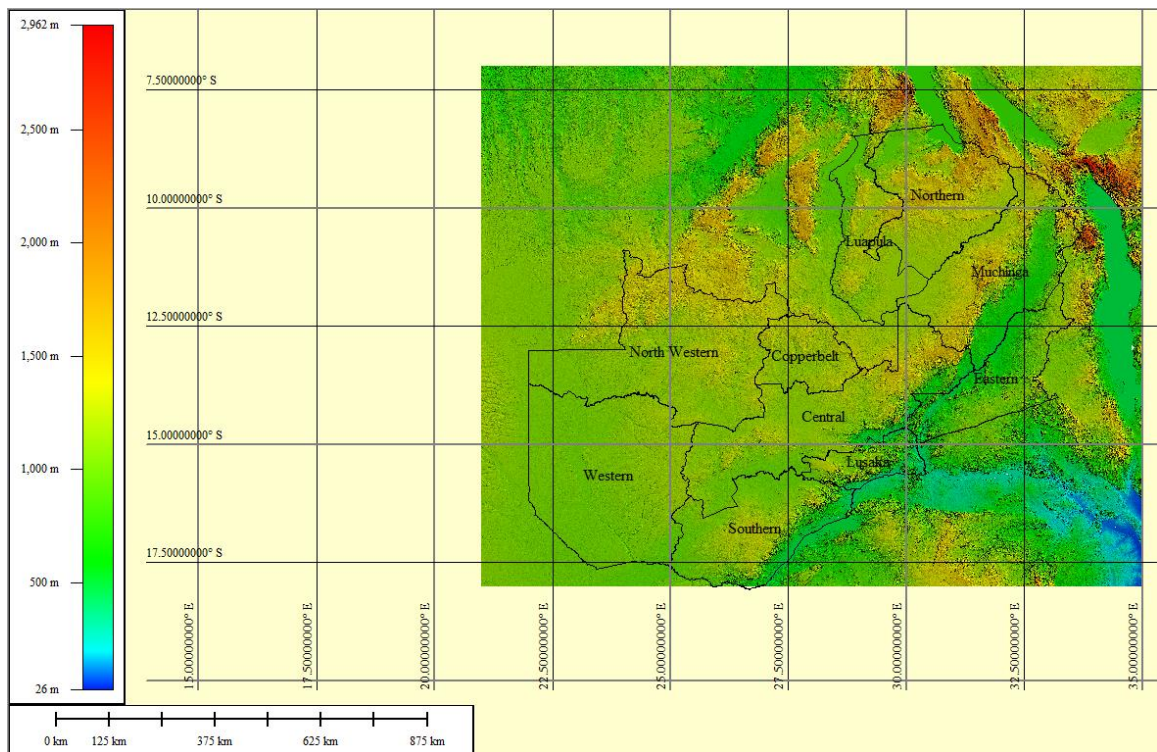 2,962 m
2,500 m
2,000 m
1,500 m
1,000 m
500 m
26 m
7.50000000° S
10.00000000° S
12.50000000° S
15.00000000° S
17.50000000° S
Northern
Luapula
Muchinga
North Western
Copperbelt
Eastern
Central
Lusaka
Western
Southern
15.00000000° E
17.50000000° E
20.00000000° E
22.50000000° E
25.00000000° E
27.50000000° E
30.00000000° E
32.50000000° E
35.00000000° E
0 km 125 km 375 km 625 km 875 km